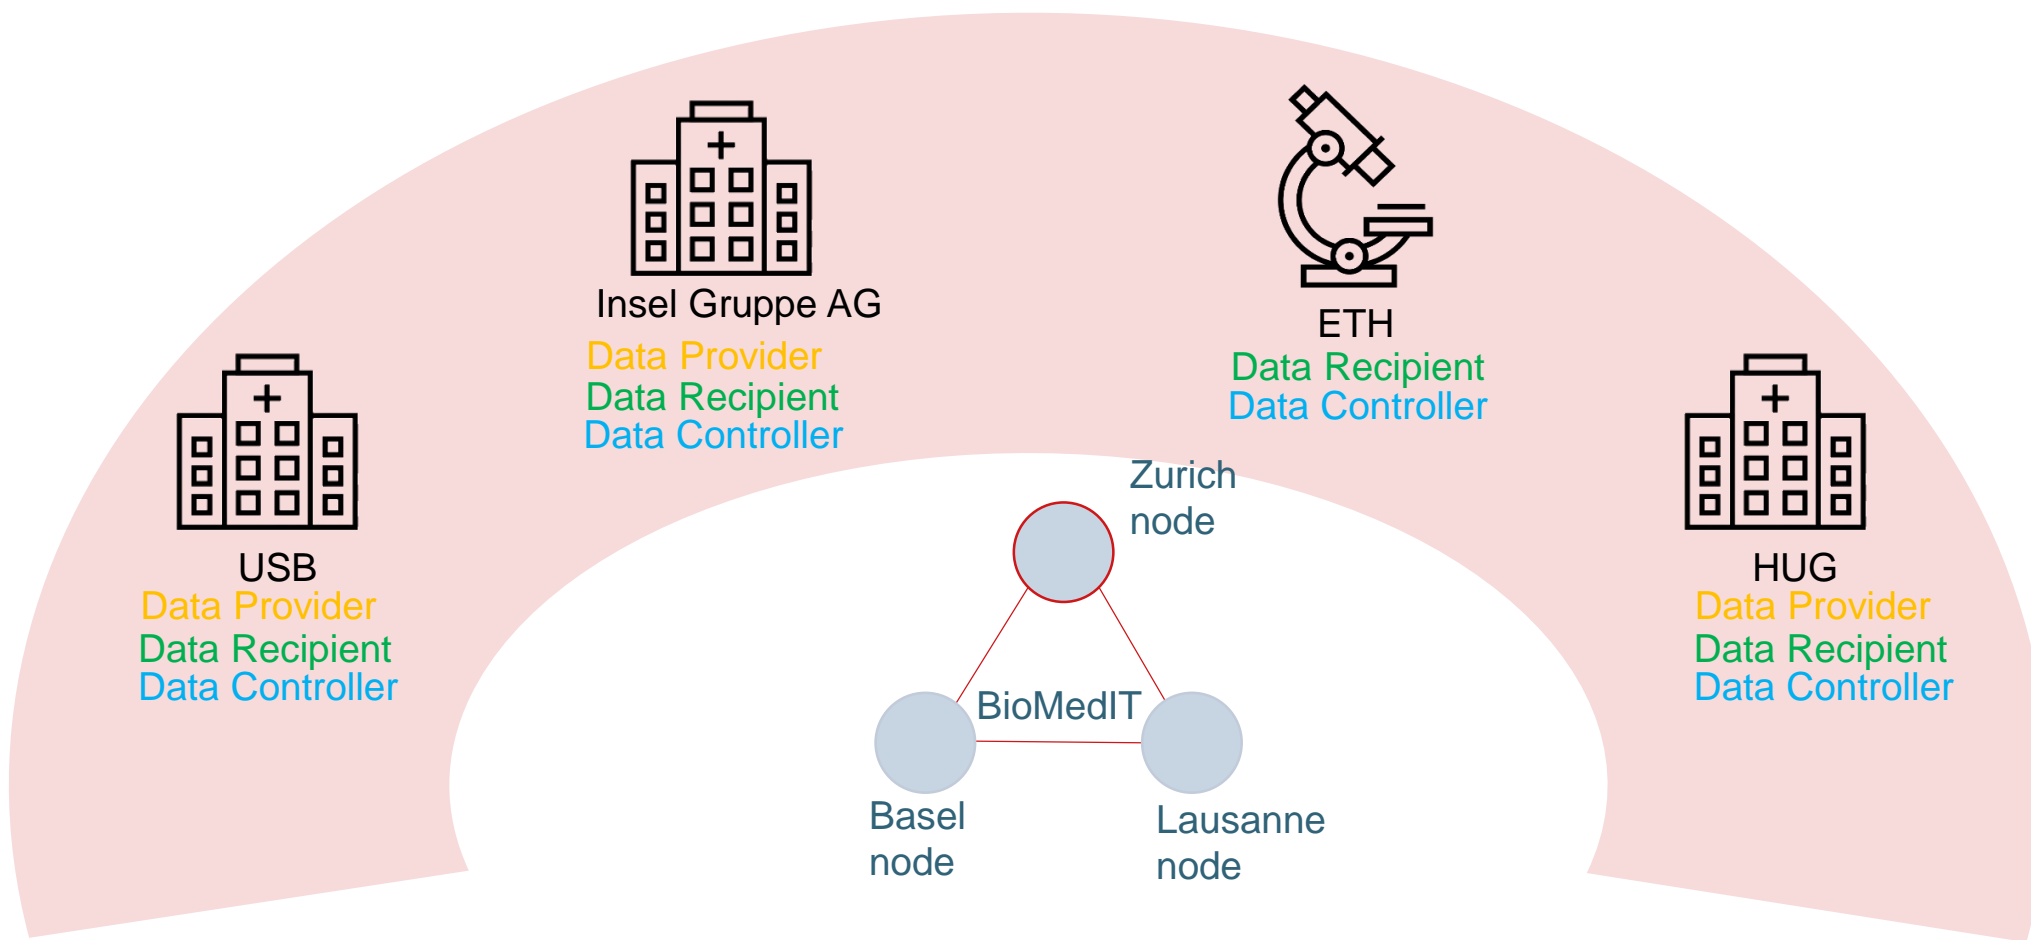 Insel Gruppe AG
Data Provider
Data Recipient
Data Controller
ETH
Data Recipient
Data Controller
USB
Data Provider
Data Recipient
Data Controller
HUG
Data Provider
Data Recipient
Data Controller
Zurich
node
BioMedIT
Basel
node
Lausanne
node